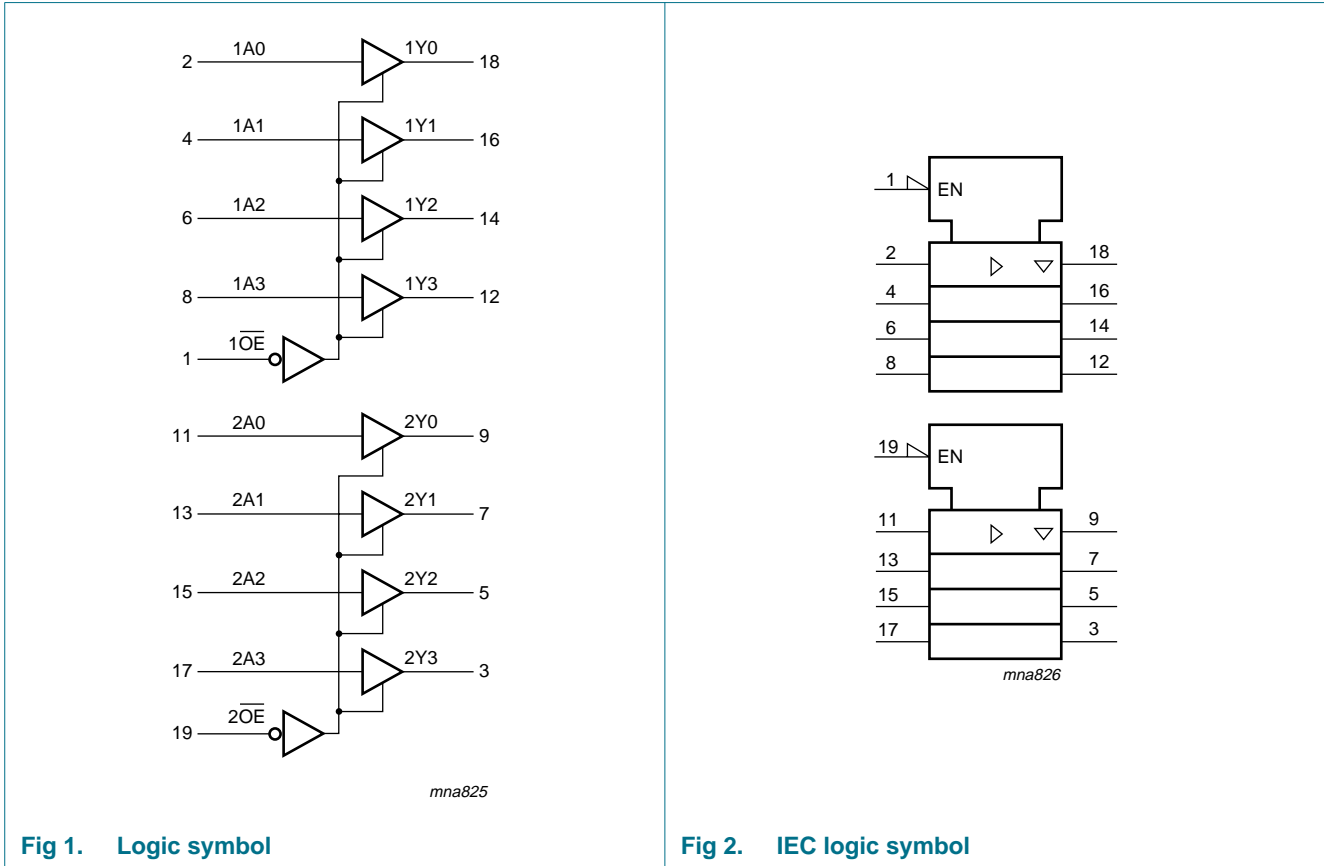 2 1A0 1Y0 18
4 1A1 1Y1 16
6 1A2 1Y2 14
8 1A3 1Y3 12
1 1O̅E̅
11 2A0 2Y0 9
13 2A1 2Y1 7
15 2A2 2Y2 5
17 2A3 2Y3 3
19 2O̅E̅
mna825
Fig 1. Logic symbol
1 EN
2 18
4 16
6 14
8 12
19 EN
11 9
13 7
15 5
17 3
mna826
Fig 2. IEC logic symbol